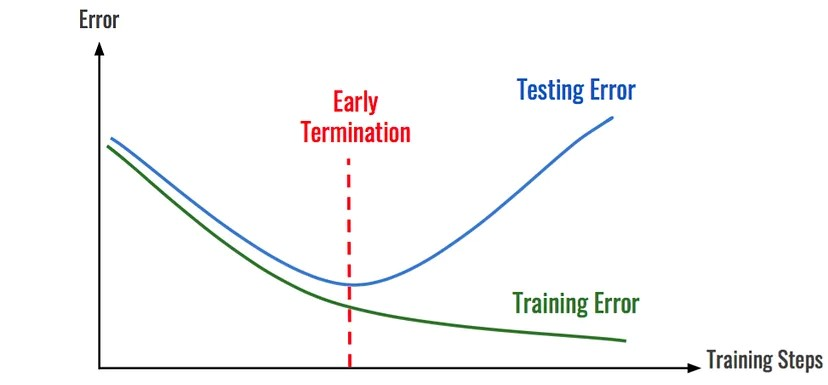 Error
Testing Error
Early
Termination
Training Error
Training Steps